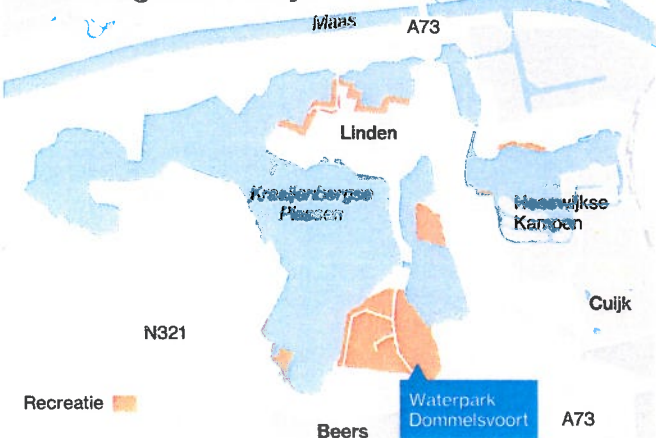 Maas
A73
Linden
Kraaijenbergse
Plassen
Heeswijkse
Kampen
Cuijk
N321
Recreatie
Waterpark
Dommelsvoort
A73
Beers